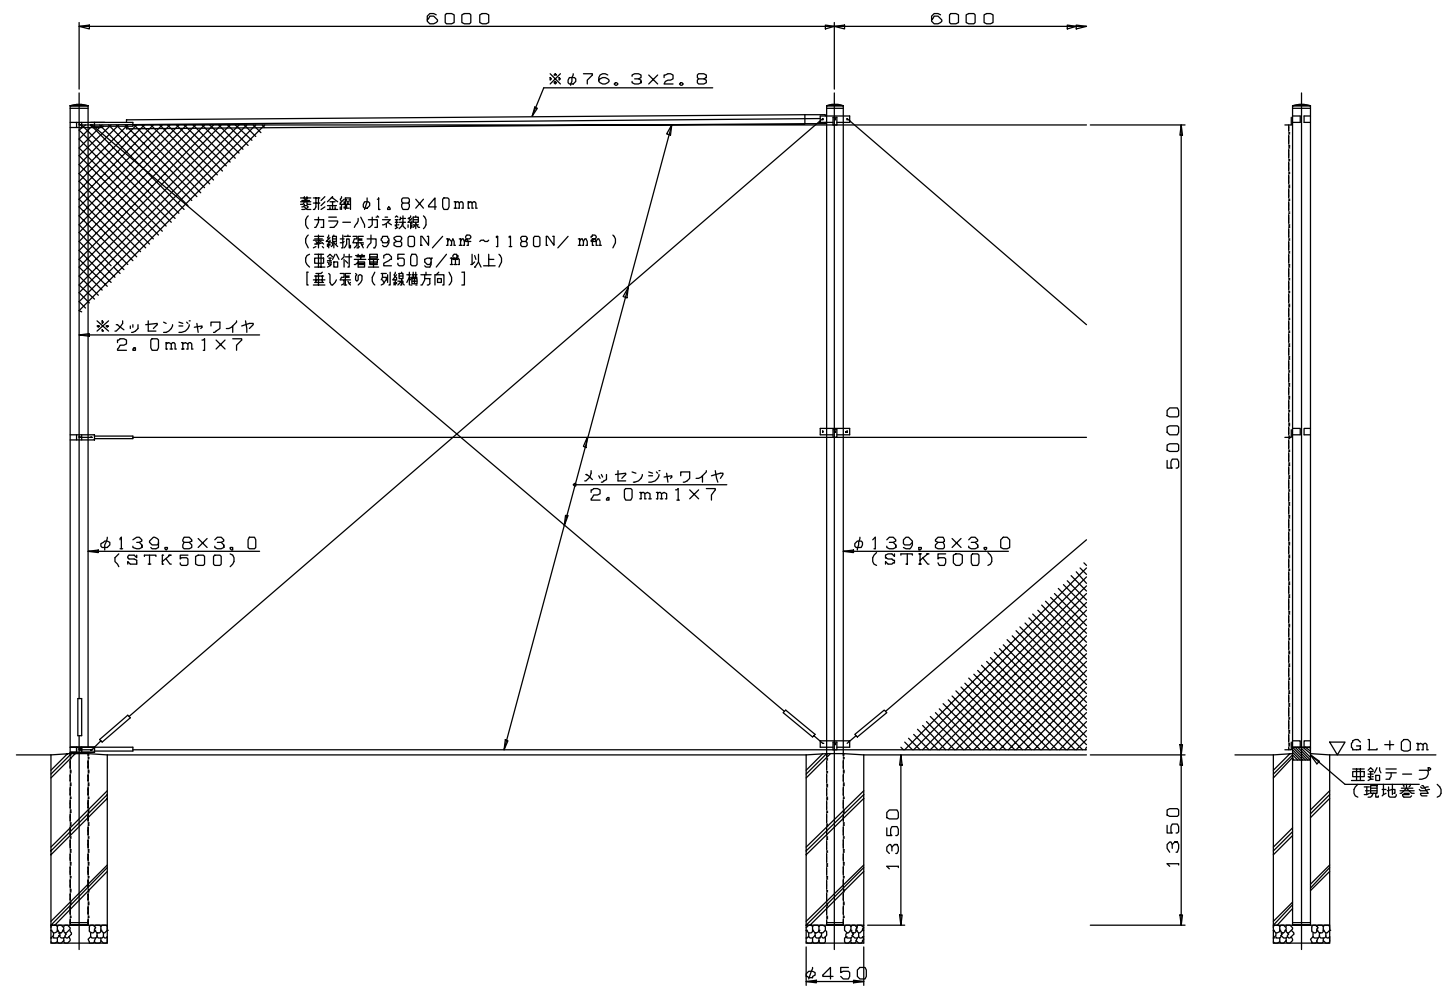 6000
6000
※φ76.3×2.8
菱形金網 φ1.8×40mm
(カラーハガネ鉄線)
(素線抗張力980N/mm²~1180N/mm²)
(亜鉛付着量250g/㎡ 以上)
[垂し張り(列線横方向)]
※メッセンジャワイヤ
2.0mm1×7
5000
メッセンジャワイヤ
2.0mm1×7
φ139.8×3.0
(STK500)
φ139.8×3.0
(STK500)
▽GL+0m
亜鉛テープ
(現地巻き)
1350
1350
φ450